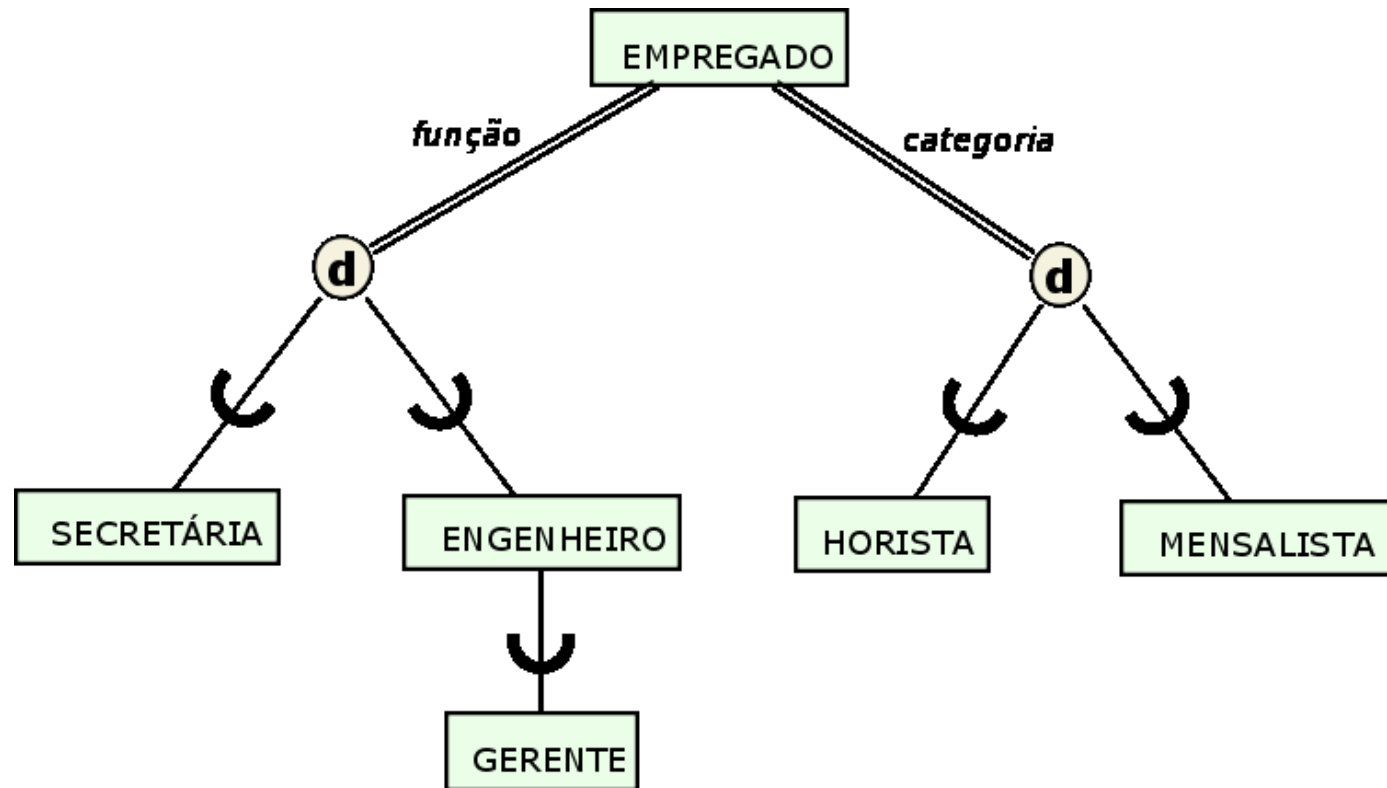 EMPREGADO
função
categoria
d
d
SECRETÁRIA
ENGENHEIRO
HORISTA
MENSALISTA
GERENTE